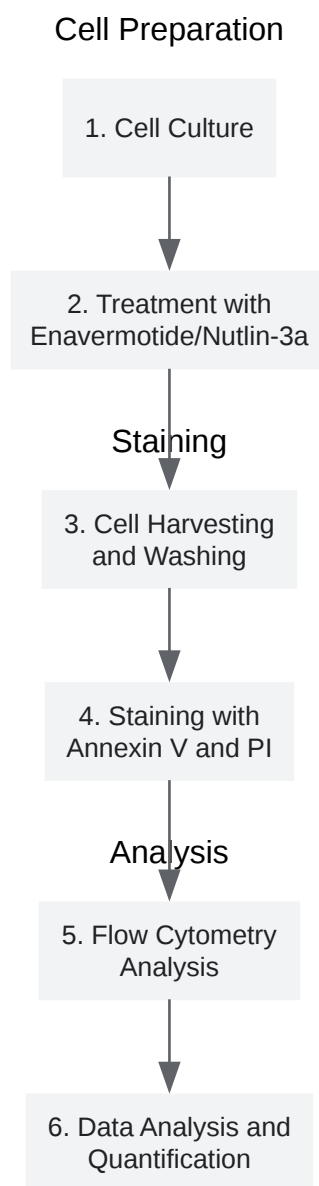 Cell Preparation
1. Cell Culture
2. Treatment with
Enavermotide/Nutlin-3a
Staining
3. Cell Harvesting
and Washing
4. Staining with
Annexin V and PI
Analysis
5. Flow Cytometry
Analysis
6. Data Analysis and
Quantification